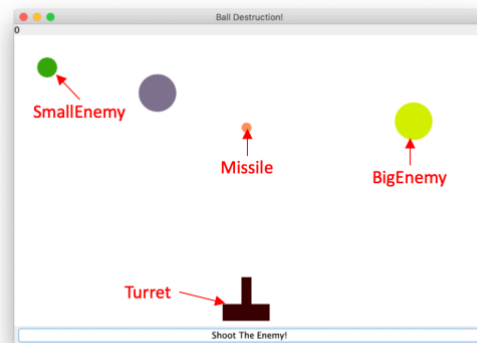 Ball Destruction!
0
SmallEnemy
Missile
BigEnemy
Turret
Shoot The Enemy!